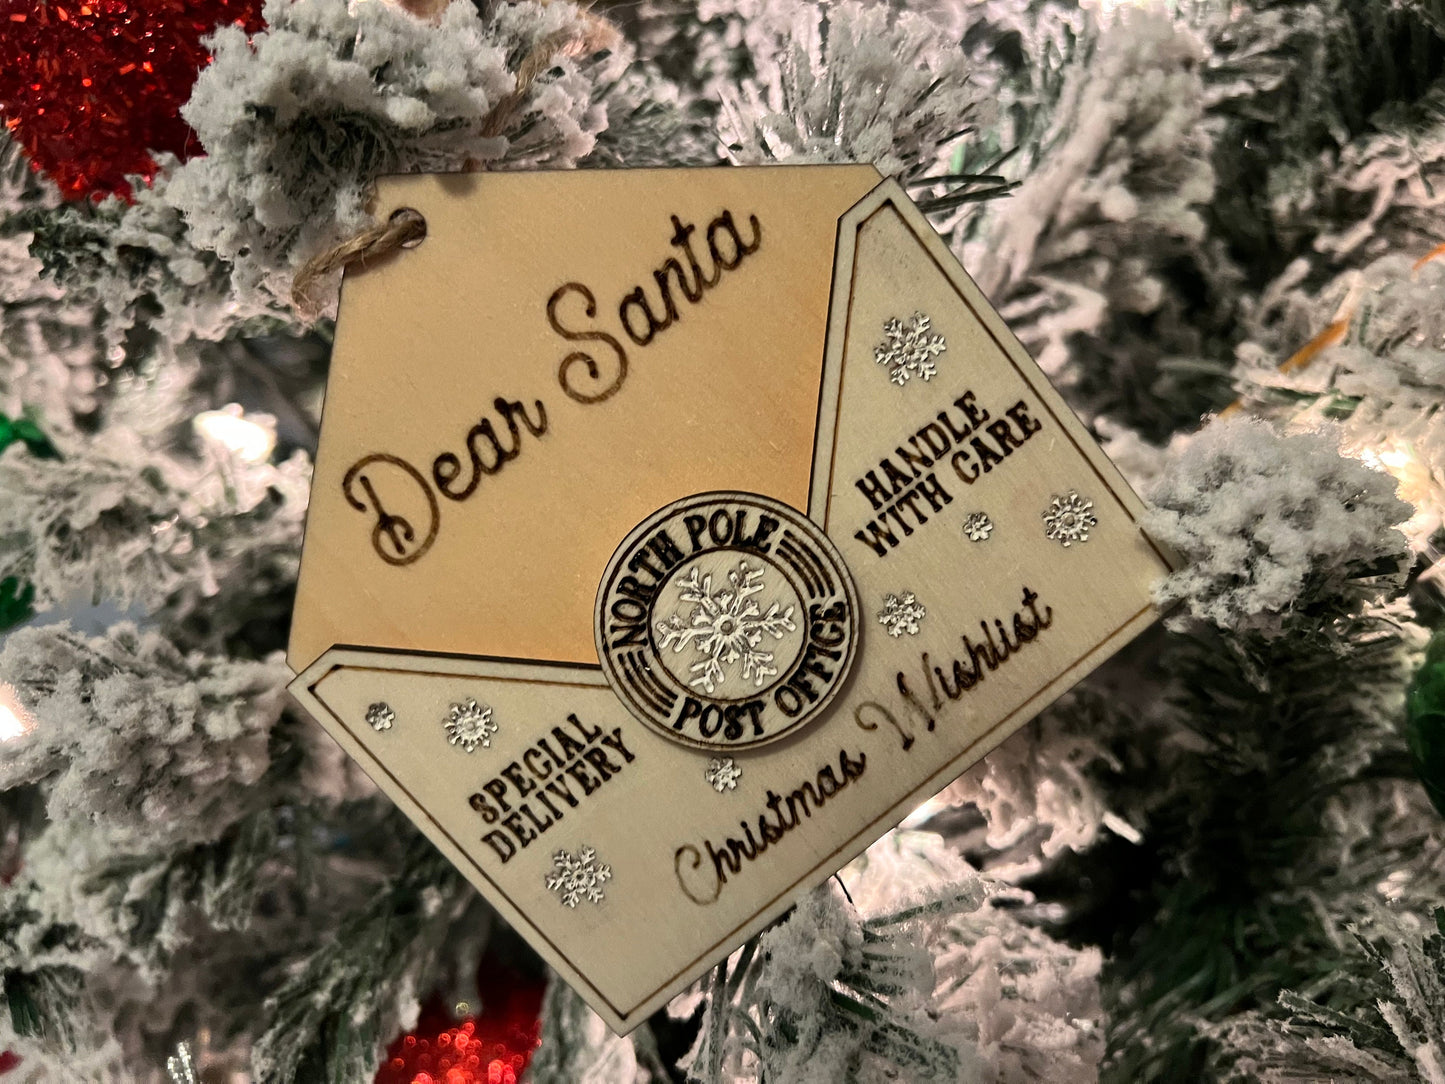 Dear Santa
HANDLE
WITH CARE
NORTH POLE
POST OFFICE
SPECIAL
DELIVERY
Christmas Wishlist